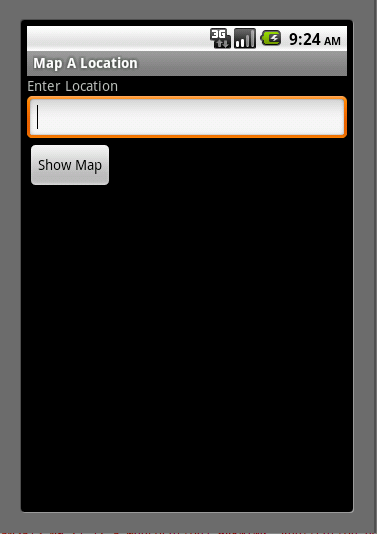 3G 9:24 AM
Map A Location
Enter Location
Show Map